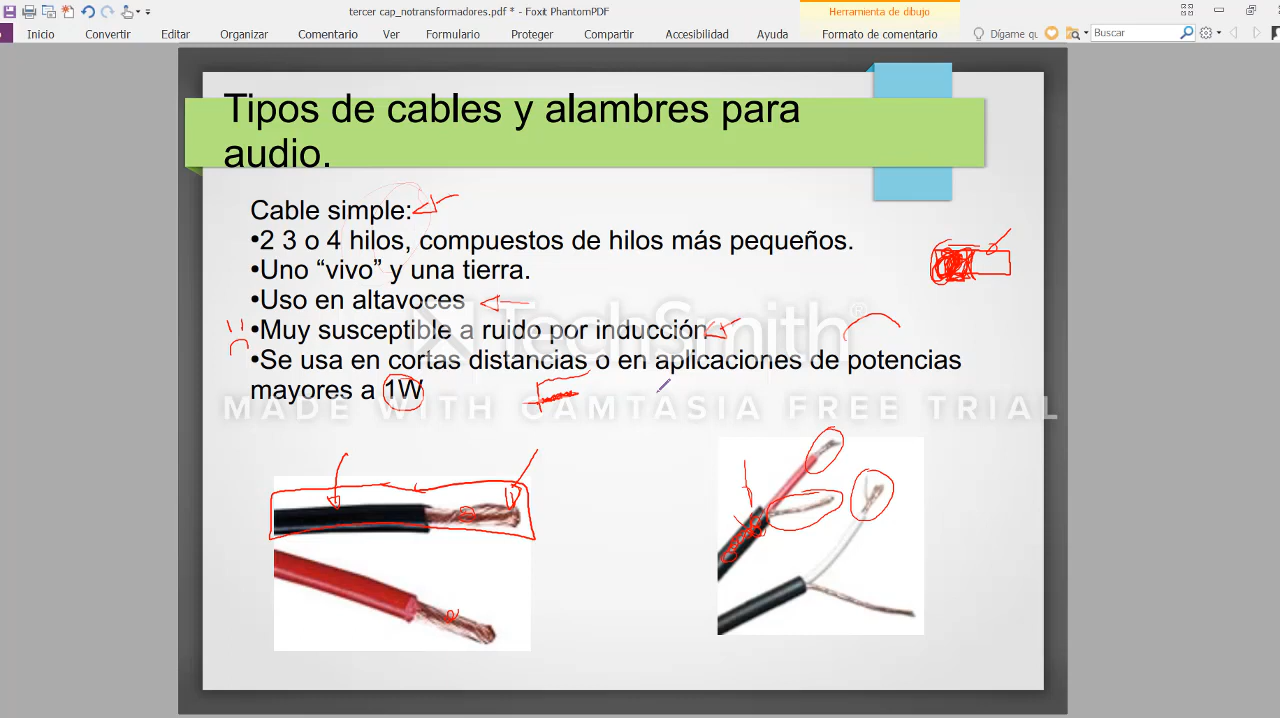 tercer cap_notransformadores.pdf * - Foxit PhantomPDF
Herramienta de dibujo
Inicio Convertir Editar Organizar Comentario Ver Formulario Proteger Compartir Accesibilidad Ayuda Formato de comentario Dígame qu Buscar
Tipos de cables y alambres para
audio.
Cable simple:
•2 3 o 4 hilos, compuestos de hilos más pequeños.
•Uno “vivo” y una tierra.
•Uso en altavoces
•Muy susceptible a ruido por inducción
•Se usa en cortas distancias o en aplicaciones de potencias
mayores a 1W
TechSmith®
MADE WITH CAMTASIA FREE TRIAL